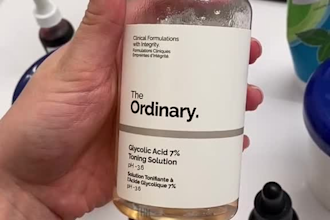 Clinical Formulations
with Integrity.
Formulations Cliniques
Empreintes d'Intégrité
The
Ordinary.
Glycolic Acid 7%
Toning Solution
pH ~3.6
Solution Tonifiante à
l'Acide Glycolique 7%
pH ~3.6